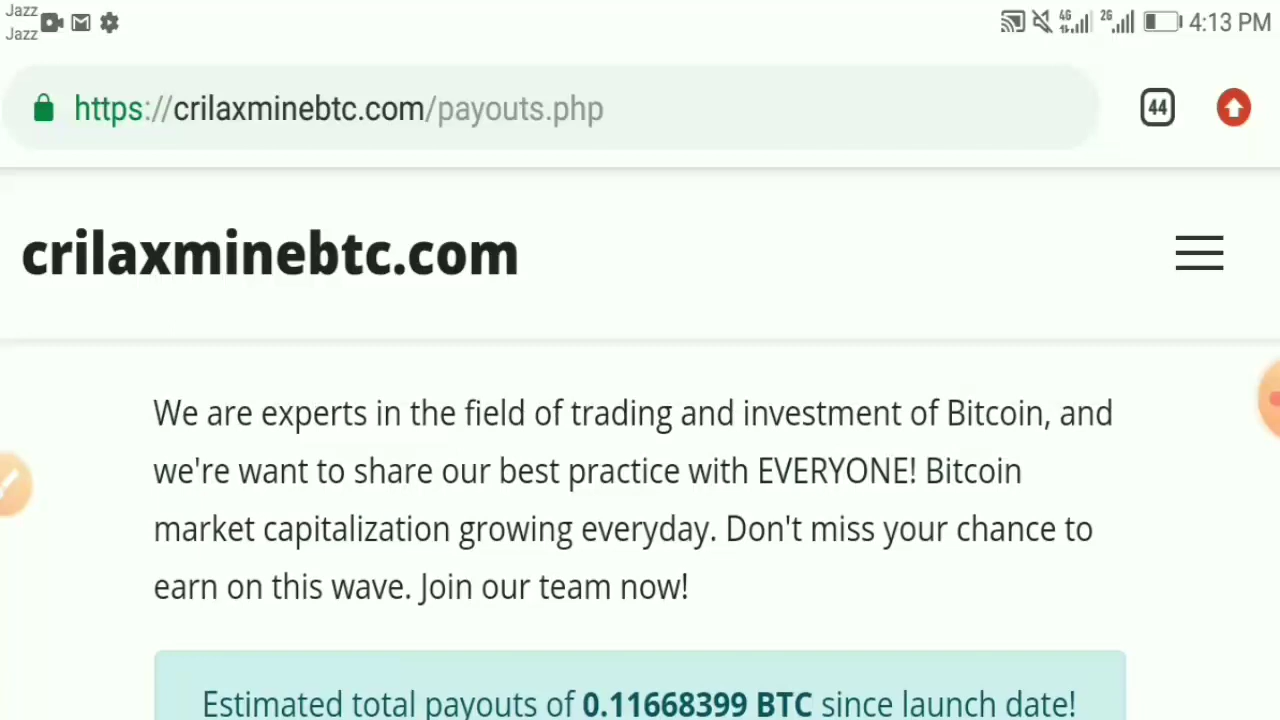 Jazz
Jazz
4G 2G 4:13 PM
https://crilaxminebtc.com/payouts.php 44
crilaxminebtc.com
We are experts in the field of trading and investment of Bitcoin, and
we're want to share our best practice with EVERYONE! Bitcoin
market capitalization growing everyday. Don't miss your chance to
earn on this wave. Join our team now!
Estimated total payouts of 0.11668399 BTC since launch date!